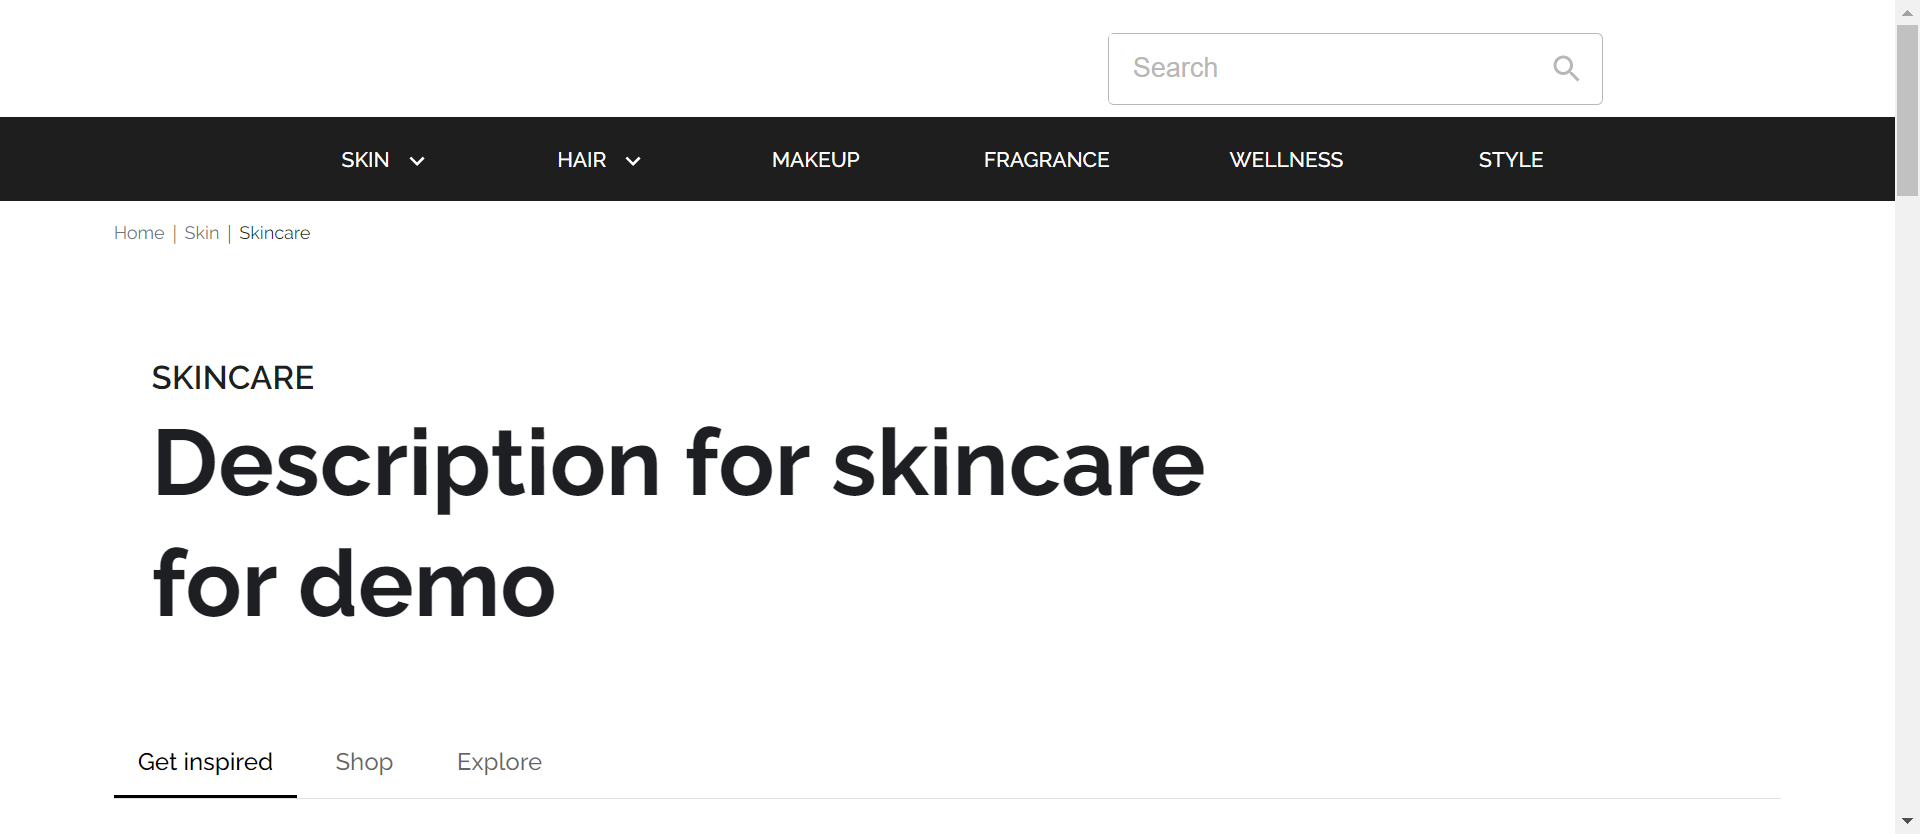 Search
SKIN HAIR MAKEUP FRAGRANCE WELLNESS STYLE
Home | Skin | Skincare
SKINCARE
Description for skincare
for demo
Get inspired Shop Explore